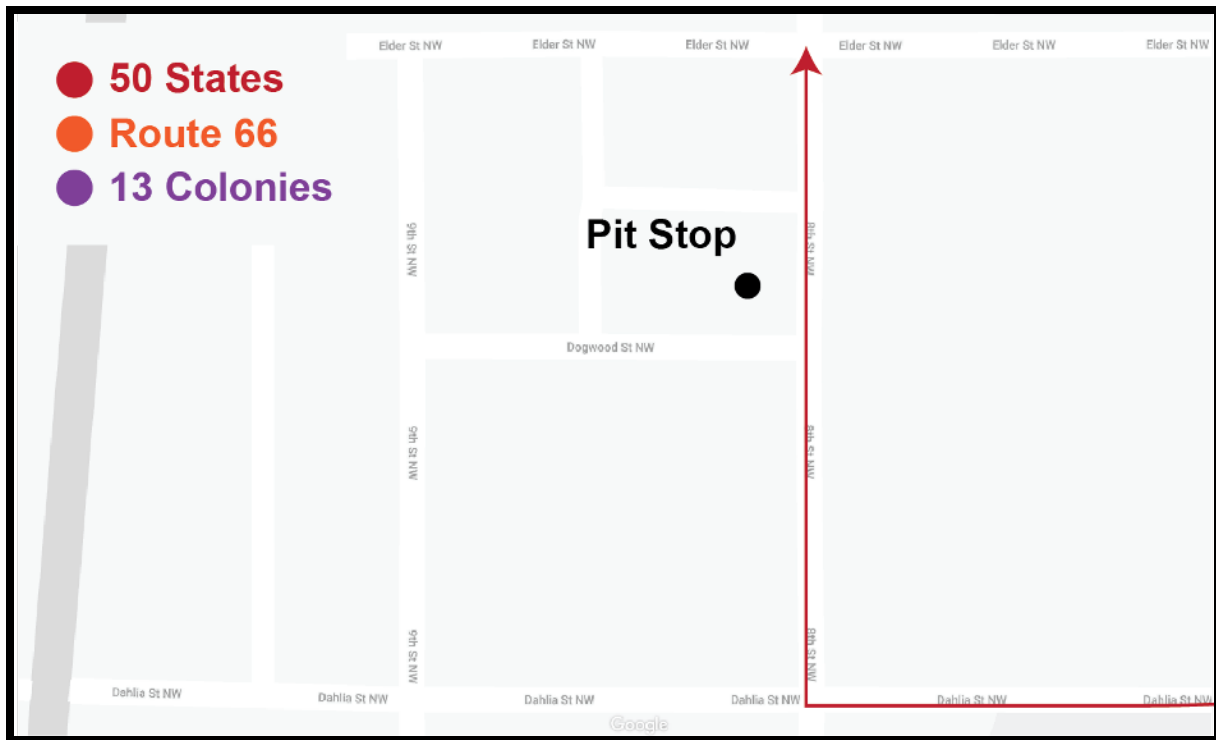 Elder St NW Elder St NW Elder St NW Elder St NW Elder St NW Elder St NW
50 States
Route 66
13 Colonies
Pit Stop
9th St NW
8th St NW
Dogwood St NW
9th St NW
8th St NW
9th St NW
8th St NW
Dahlia St NW Dahlia St NW Dahlia St NW Dahlia St NW Dahlia St NW Dahlia St NW
Google